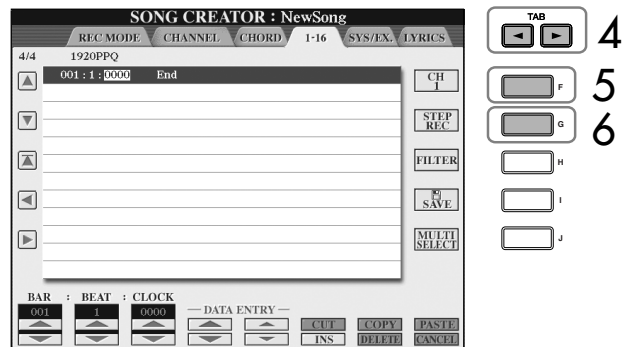 SONG CREATOR : NewSong
REC MODE CHANNEL CHORD 1-16 SYS/EX. LYRICS
4/4 1920PPQ
001 : 1 : 0000 End
CH
1
STEP
REC
FILTER
SAVE
MULTI
SELECT
BAR : BEAT : CLOCK
001 1 0000 — DATA ENTRY —
CUT COPY PASTE
INS DELETE CANCEL
TAB
4
F
5
G
6
H
I
J